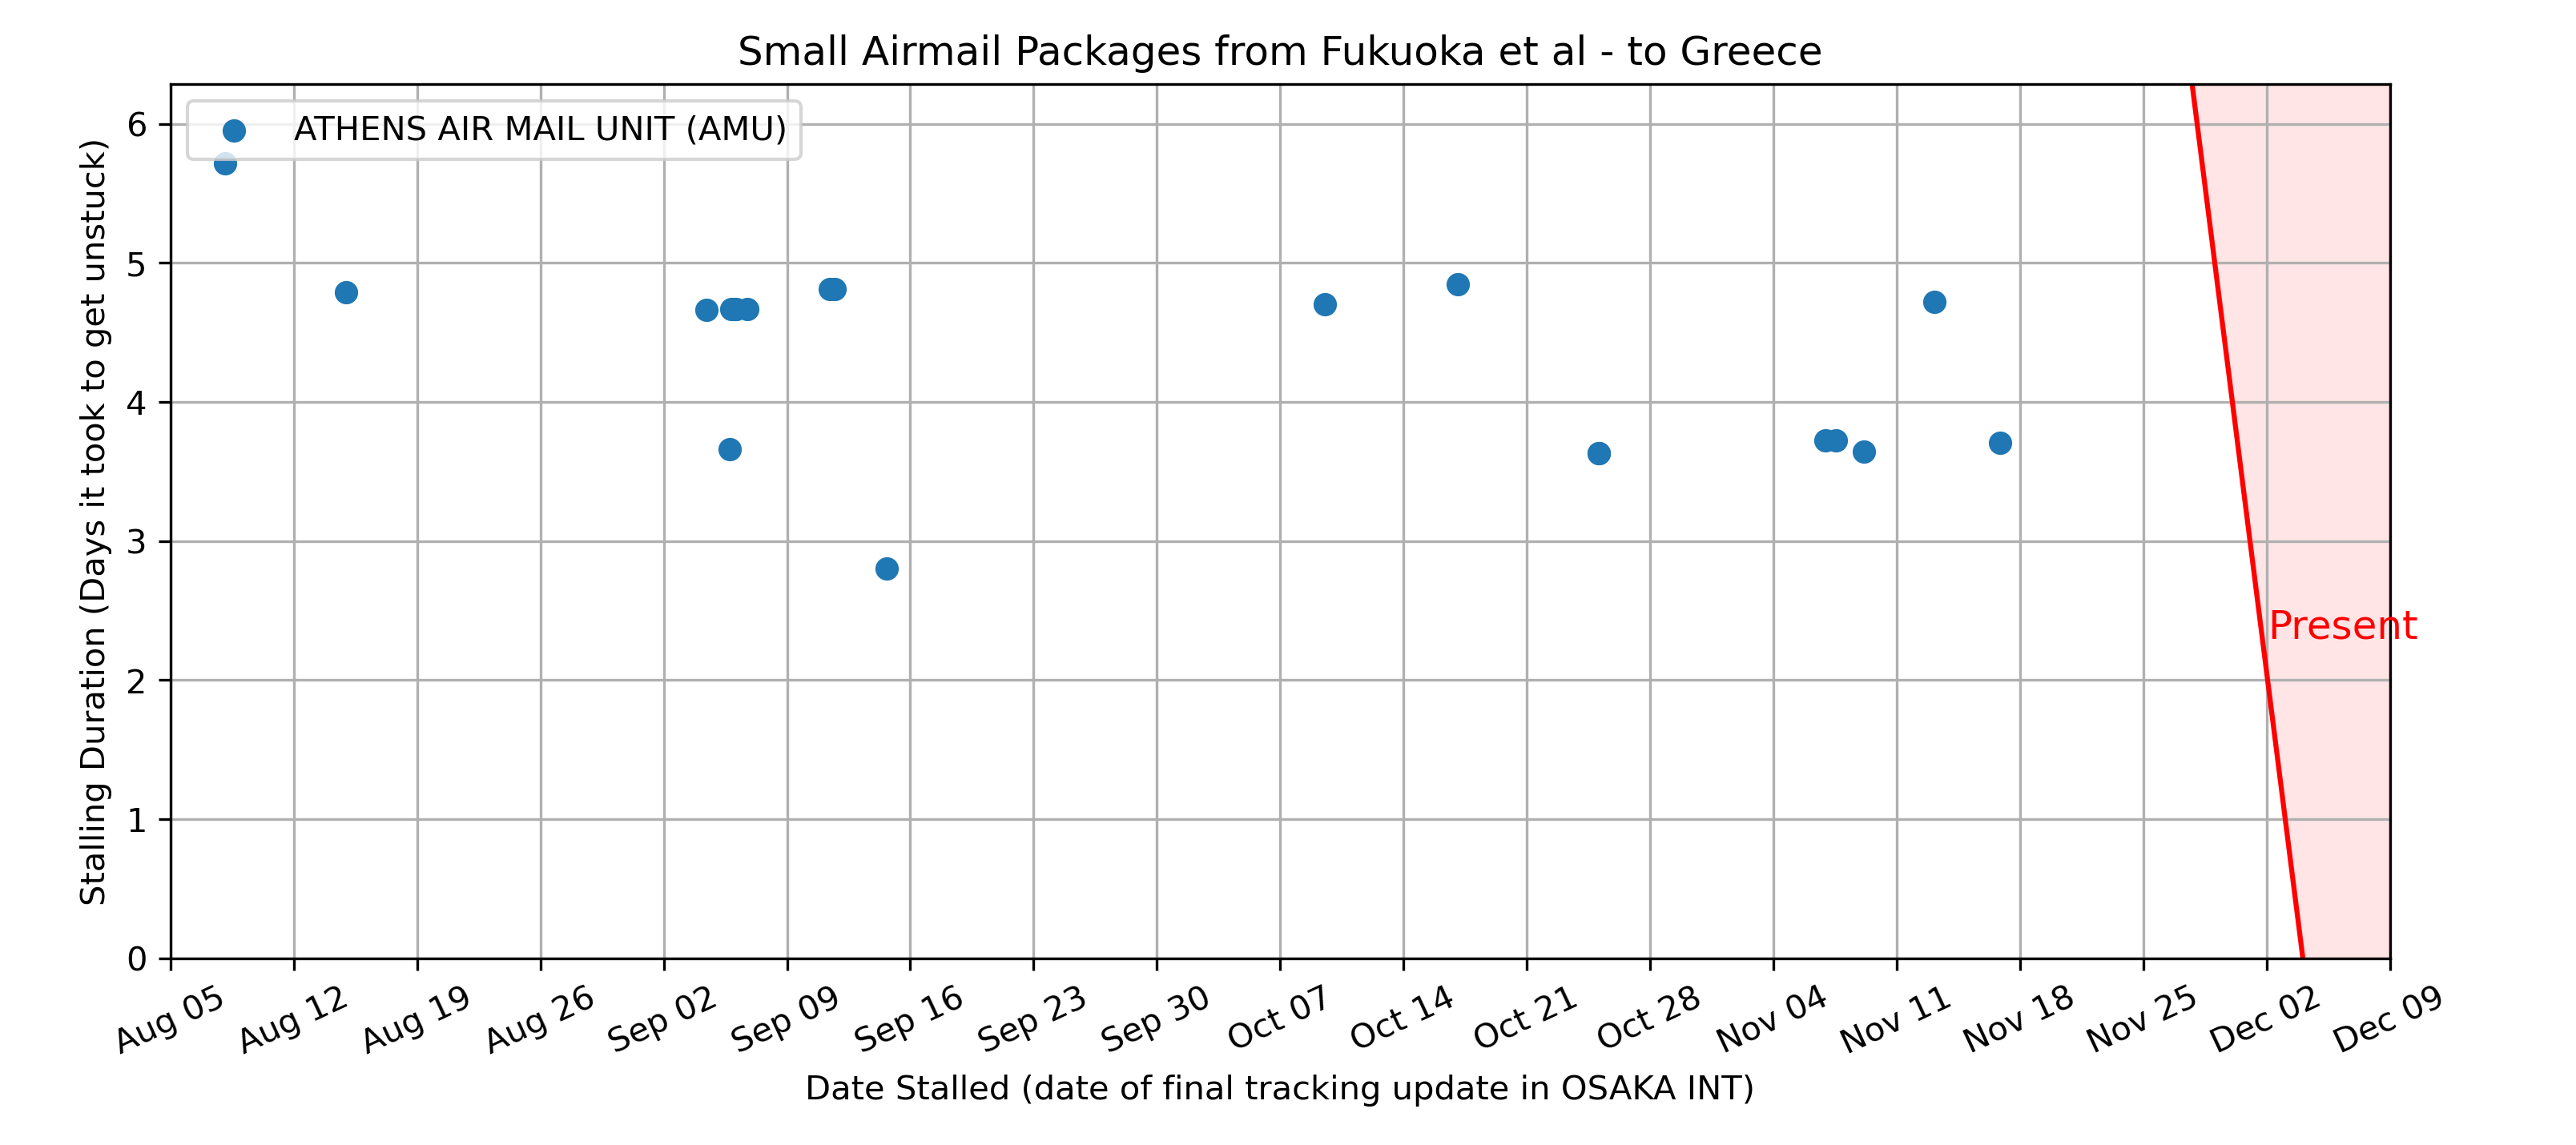 Small Airmail Packages from Fukuoka et al - to Greece
ATHENS AIR MAIL UNIT (AMU)
Stalling Duration (Days it took to get unstuck)
6
5
4
3
2
1
0
Present
Aug 05
Aug 12
Aug 19
Aug 26
Sep 02
Sep 09
Sep 16
Sep 23
Sep 30
Oct 07
Oct 14
Oct 21
Oct 28
Nov 04
Nov 11
Nov 18
Nov 25
Dec 02
Dec 09
Date Stalled (date of final tracking update in OSAKA INT)